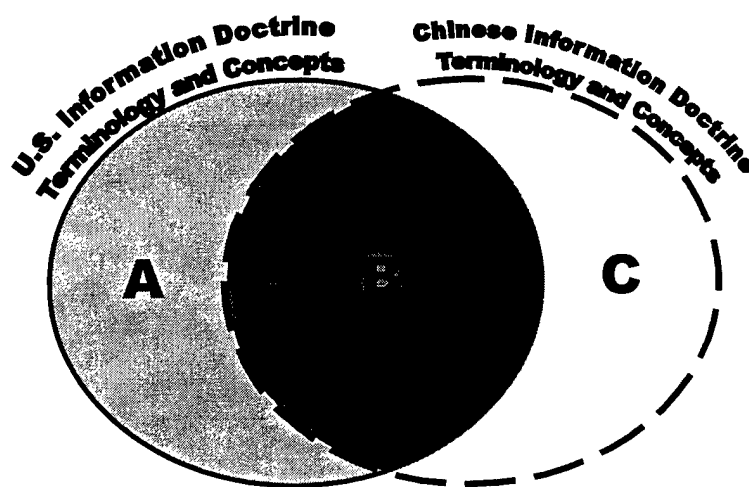 U.S. Information Doctrine
Terminology and Concepts
Chinese Information Doctrine
Terminology and Concepts
A
B
C